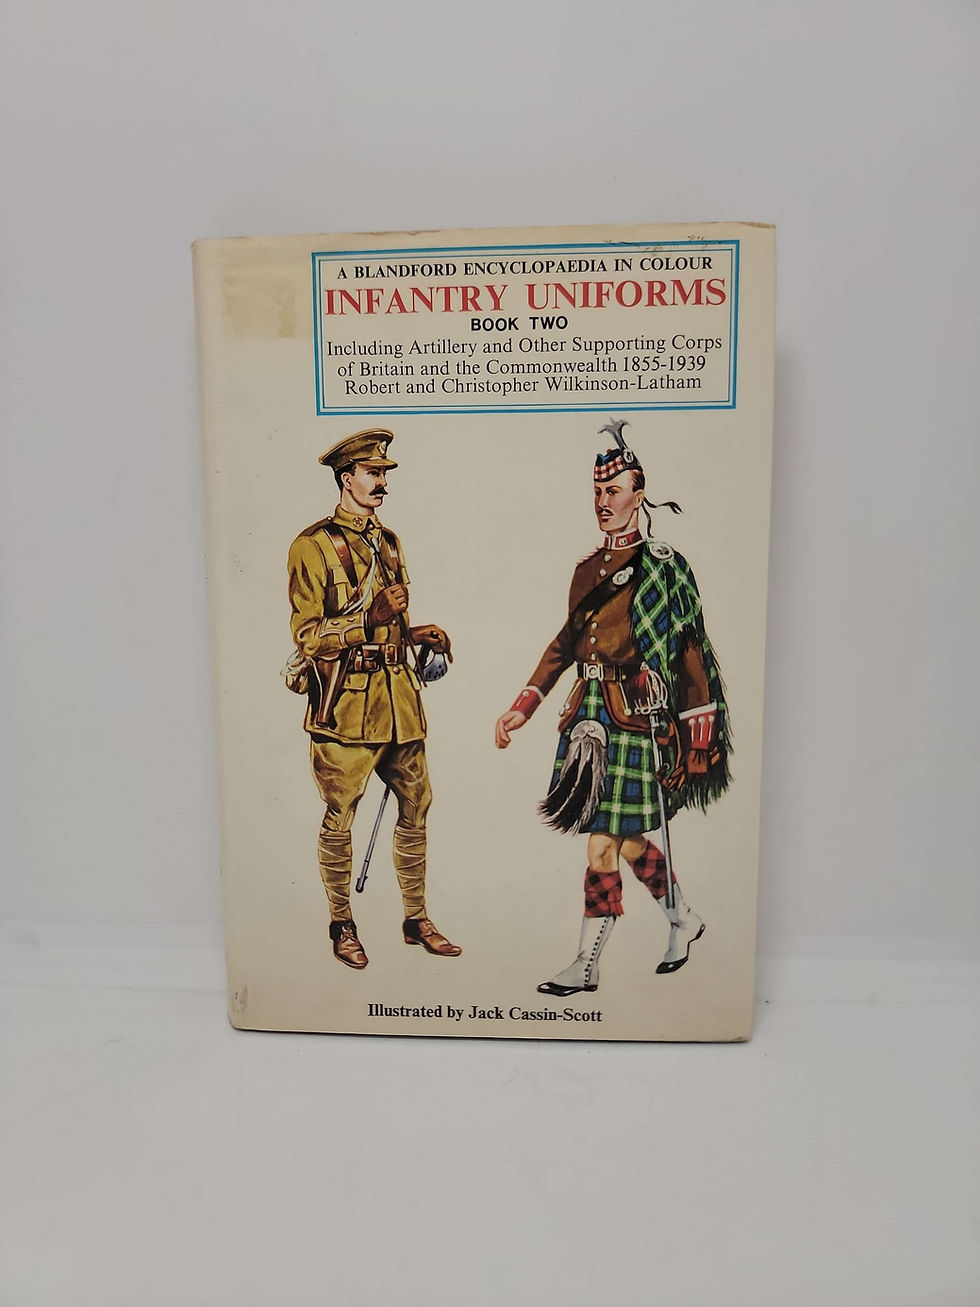 A BLANDFORD ENCYCLOPAEDIA IN COLOUR
INFANTRY UNIFORMS
BOOK TWO
Including Artillery and Other Supporting Corps
of Britain and the Commonwealth 1855-1939
Robert and Christopher Wilkinson-Latham
Illustrated by Jack Cassin-Scott